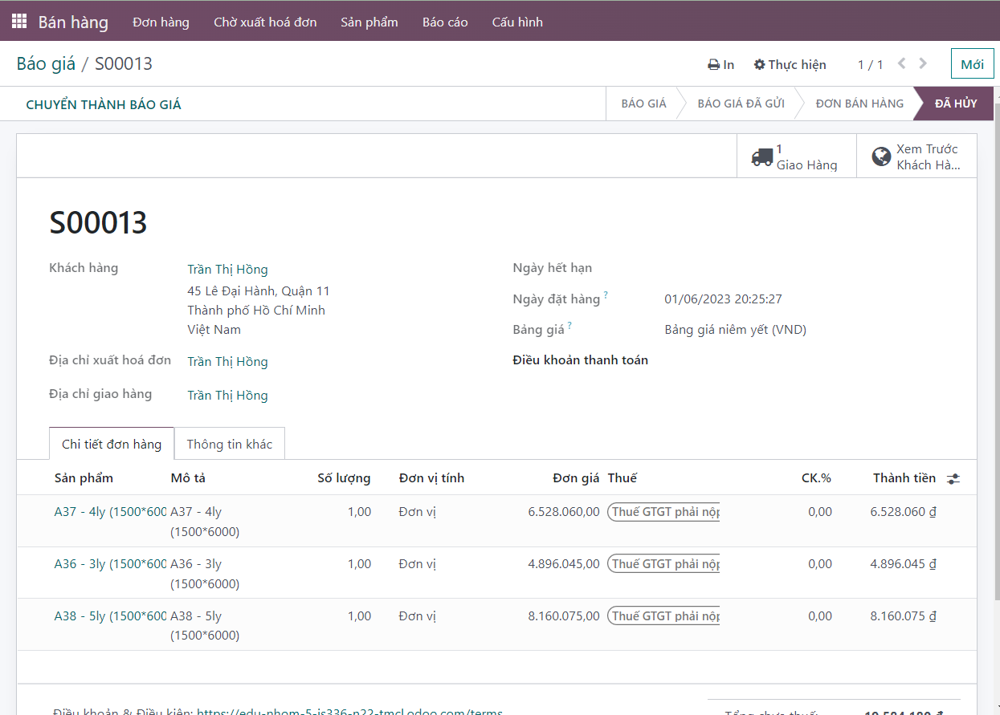 Bán hàng Đơn hàng Chờ xuất hoá đơn Sản phẩm Báo cáo Cấu hình
Báo giá / S00013 In Thực hiện 1 / 1 Mới
CHUYỂN THÀNH BÁO GIÁ BÁO GIÁ BÁO GIÁ ĐÃ GỬI ĐƠN BÁN HÀNG ĐÃ HỦY
1 Giao Hàng
Xem Trước Khách Hà...
S00013
Khách hàng Trần Thị Hồng
45 Lê Đại Hành, Quận 11
Thành phố Hồ Chí Minh
Việt Nam
Địa chỉ xuất hoá đơn Trần Thị Hồng
Địa chỉ giao hàng Trần Thị Hồng
Ngày hết hạn
Ngày đặt hàng ? 01/06/2023 20:25:27
Bảng giá ? Bảng giá niêm yết (VND)
Điều khoản thanh toán
Chi tiết đơn hàng Thông tin khác
Sản phẩm Mô tả Số lượng Đơn vị tính Đơn giá Thuế CK.% Thành tiền
A37 - 4ly (1500*600 A37 - 4ly 1,00 Đơn vị 6.528.060,00 Thuế GTGT phải nộp 0,00 6.528.060 ₫
(1500*6000)
A36 - 3ly (1500*600 A36 - 3ly 1,00 Đơn vị 4.896.045,00 Thuế GTGT phải nộp 0,00 4.896.045 ₫
(1500*6000)
A38 - 5ly (1500*600 A38 - 5ly 1,00 Đơn vị 8.160.075,00 Thuế GTGT phải nộp 0,00 8.160.075 ₫
(1500*6000)
Điều khoản & Điều kiện: https://edu-nhom-5-is336-n22-tmcl.odoo.com/terms
Tổng chưa thuế: